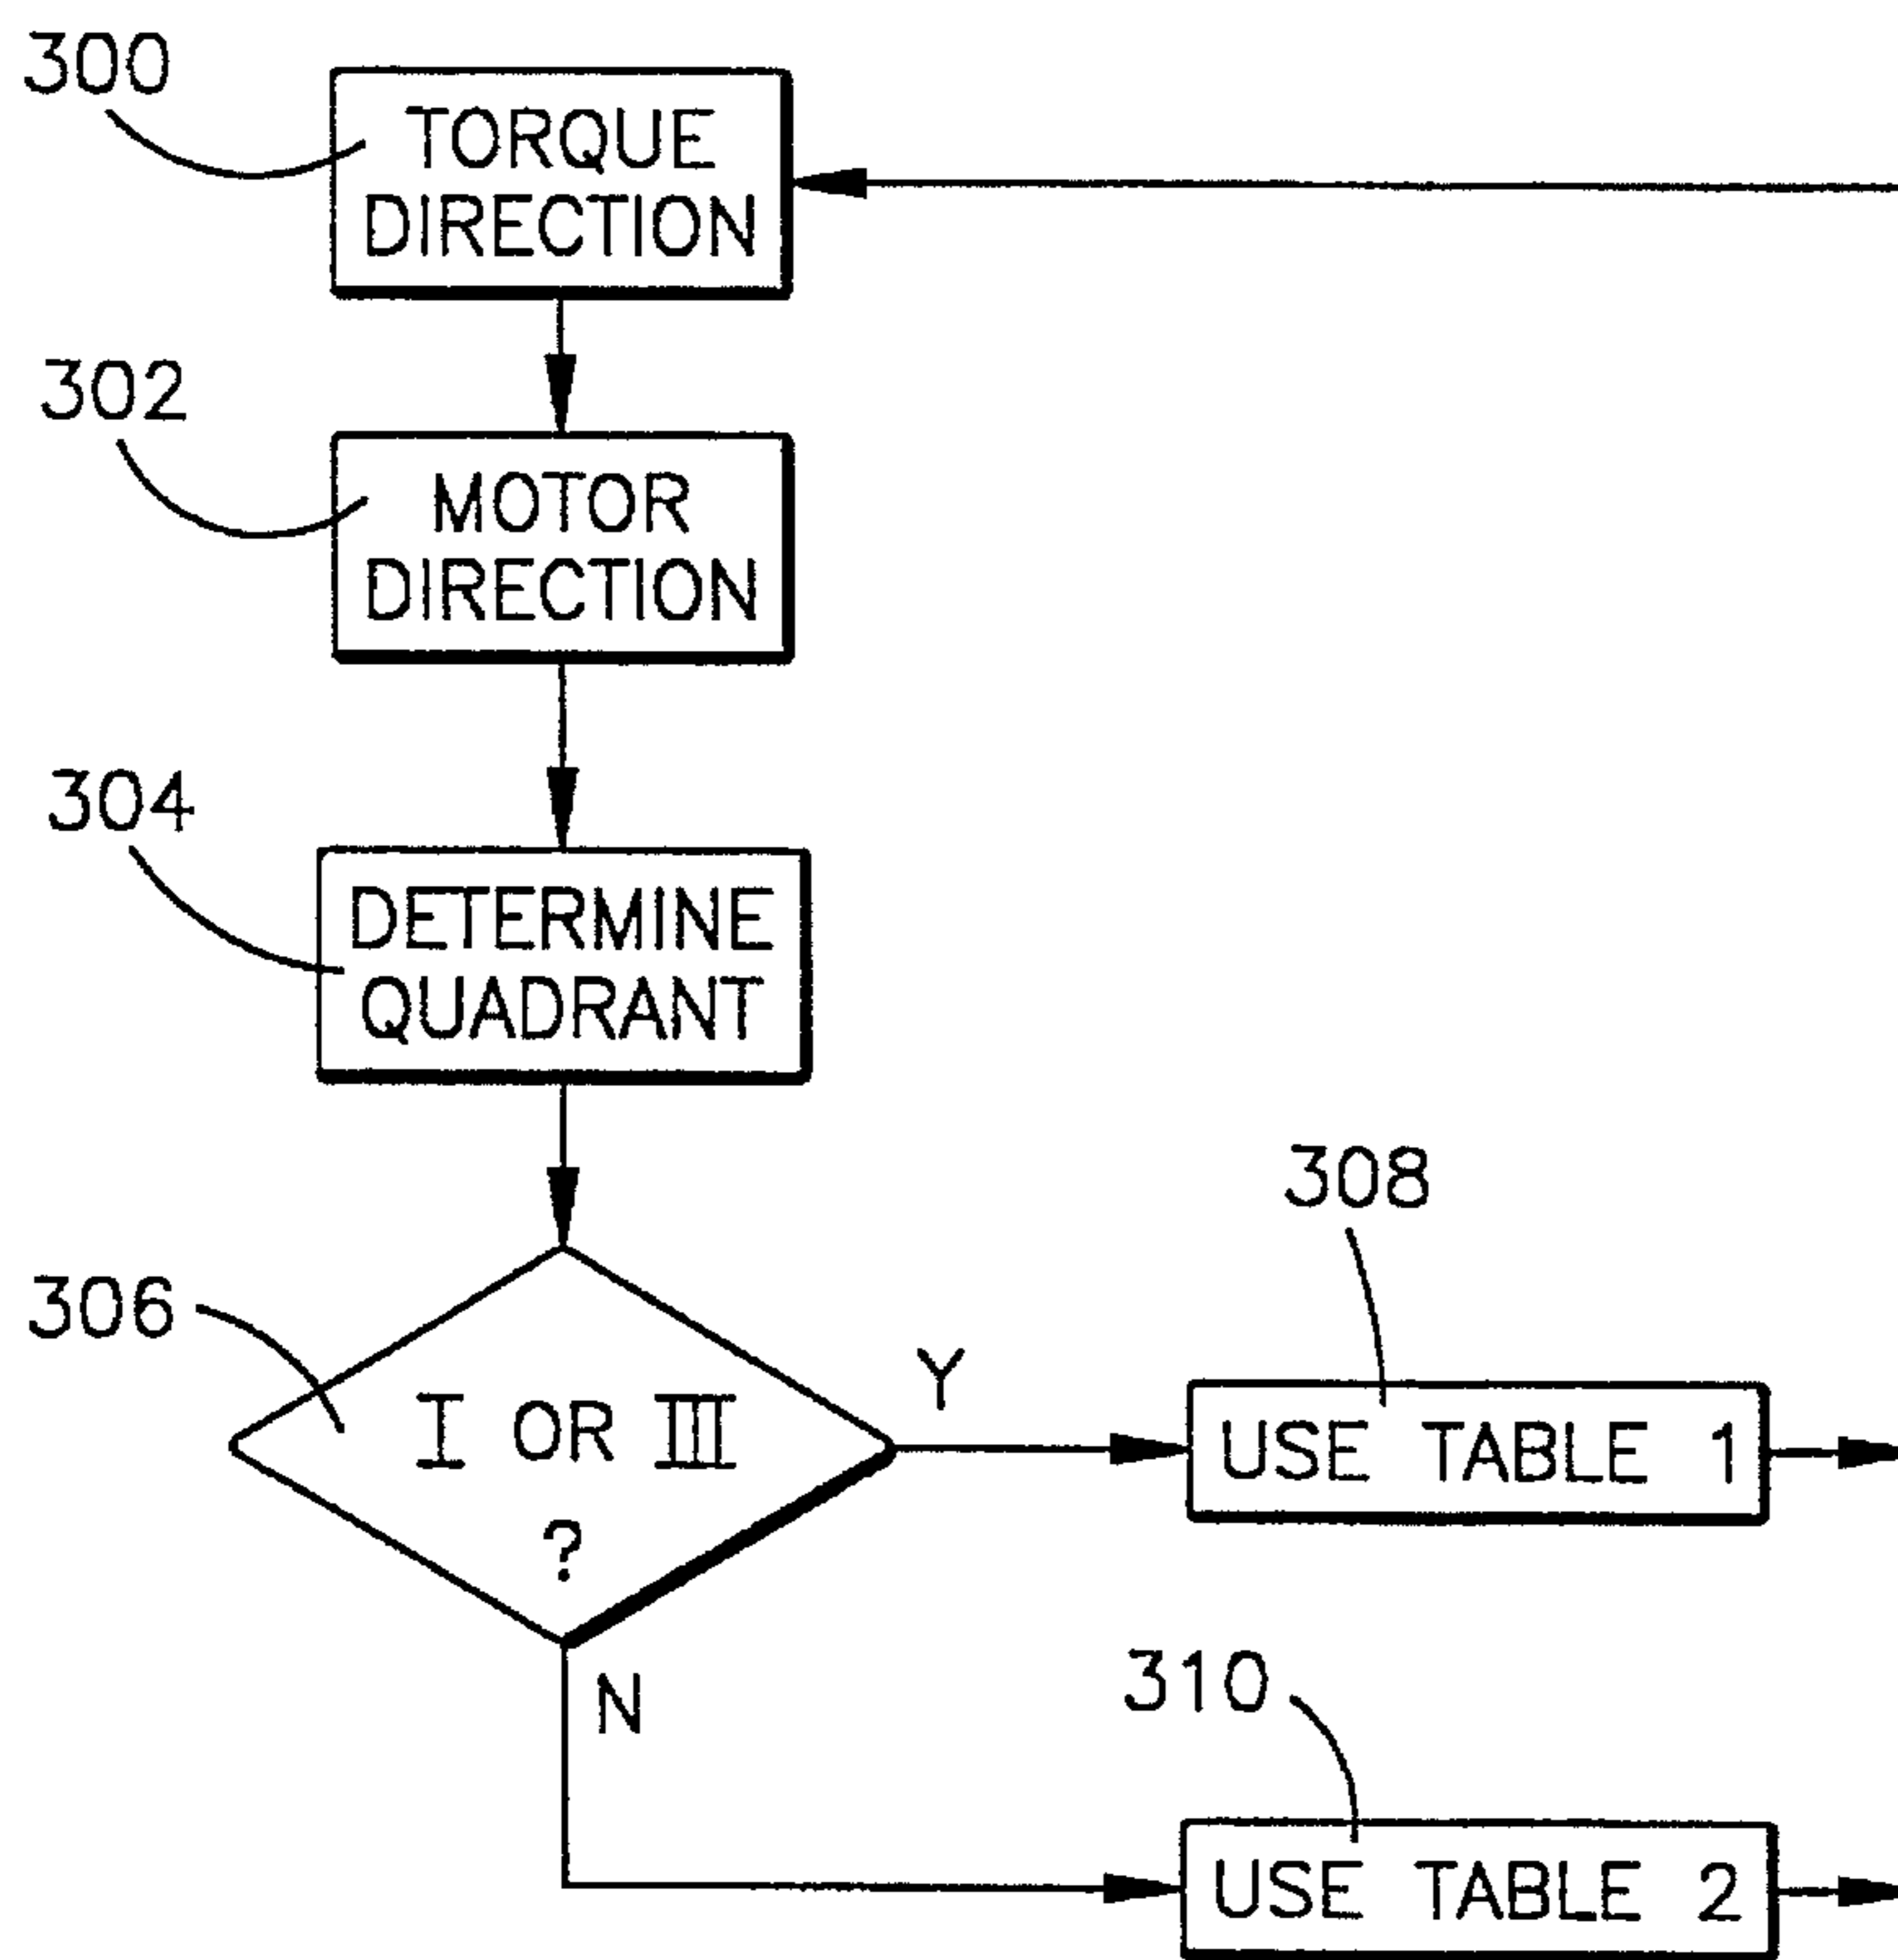 300
TORQUE
DIRECTION
302
MOTOR
DIRECTION
304
DETERMINE
QUADRANT
306
I OR III
?
Y
308
USE TABLE 1
N
310
USE TABLE 2